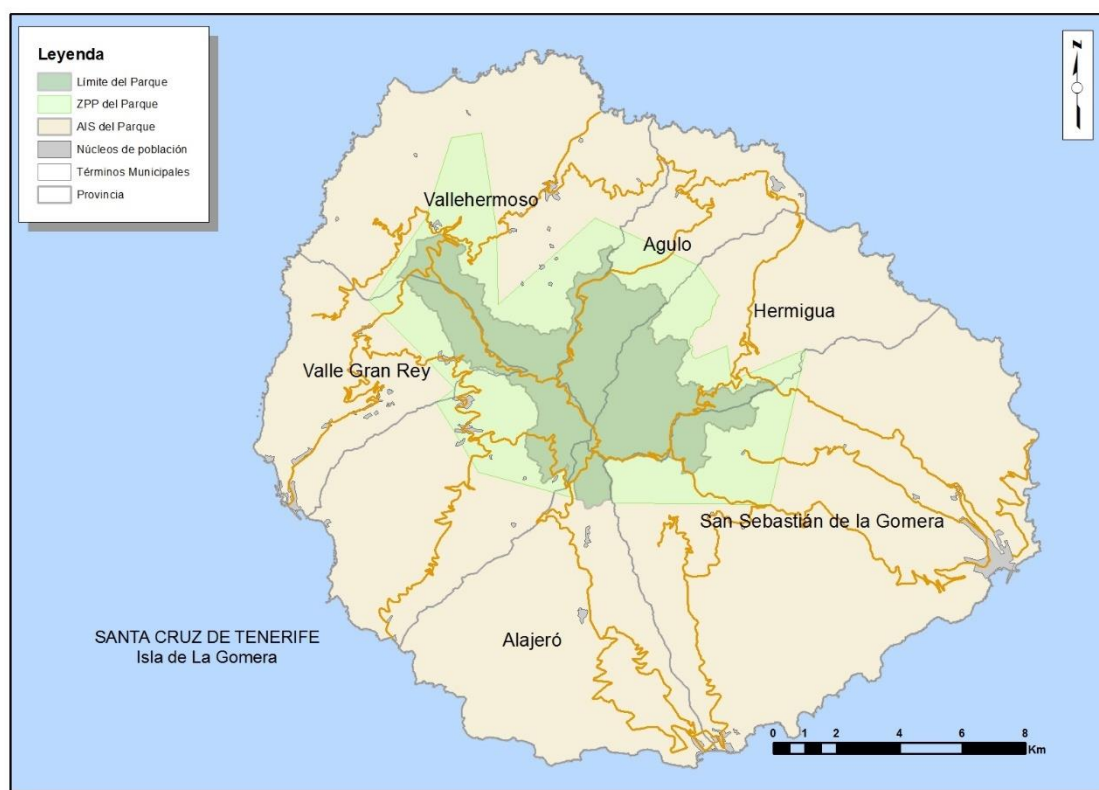 Leyenda
Límite del Parque
ZPP del Parque
AIS del Parque
Núcleos de población
Términos Municipales
Provincia
N
Vallehermoso
Agulo
Hermigua
Valle Gran Rey
San Sebastián de la Gomera
Alajeró
SANTA CRUZ DE TENERIFE
Isla de La Gomera
0 1 2 4 6 8
Km